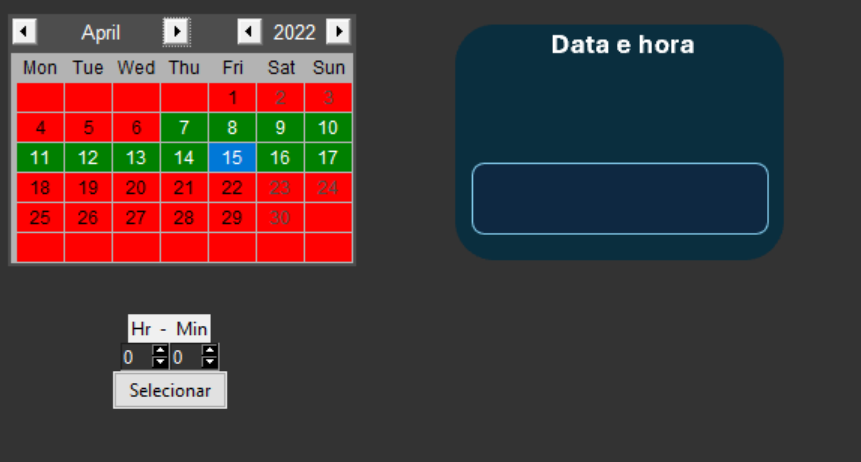 April 2022
Mon Tue Wed Thu Fri Sat Sun
1 2 3
4 5 6 7 8 9 10
11 12 13 14 15 16 17
18 19 20 21 22 23 24
25 26 27 28 29 30
Data e hora
Hr - Min
0 0
Selecionar